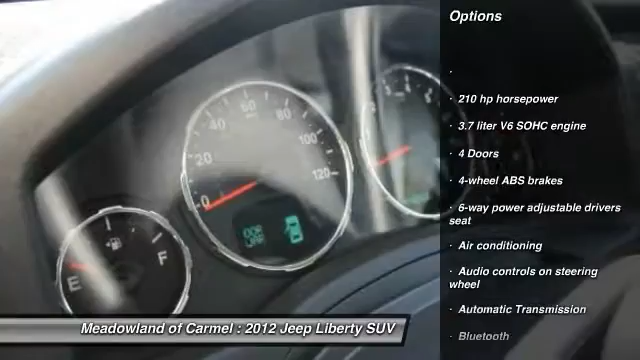 Options
·
· 210 hp horsepower
· 3.7 liter V6 SOHC engine
· 4 Doors
· 4-wheel ABS brakes
· 6-way power adjustable drivers
seat
· Air conditioning
· Audio controls on steering
wheel
· Automatic Transmission
· Bluetooth
0 20 40 60 80 100 120
E F
Meadowland of Carmel : 2012 Jeep Liberty SUV